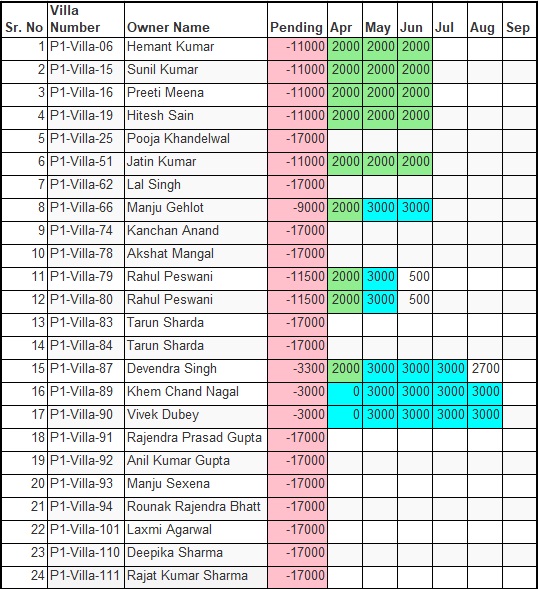 Sr. No Villa Number Owner Name Pending Apr May Jun Jul Aug Sep
1 P1-Villa-06 Hemant Kumar -11000 2000 2000 2000
2 P1-Villa-15 Sunil Kumar -11000 2000 2000 2000
3 P1-Villa-16 Preeti Meena -11000 2000 2000 2000
4 P1-Villa-19 Hitesh Sain -11000 2000 2000 2000
5 P1-Villa-25 Pooja Khandelwal -17000
6 P1-Villa-51 Jatin Kumar -11000 2000 2000 2000
7 P1-Villa-62 Lal Singh -17000
8 P1-Villa-66 Manju Gehlot -9000 2000 3000 3000
9 P1-Villa-74 Kanchan Anand -17000
10 P1-Villa-78 Akshat Mangal -17000
11 P1-Villa-79 Rahul Peswani -11500 2000 3000 500
12 P1-Villa-80 Rahul Peswani -11500 2000 3000 500
13 P1-Villa-83 Tarun Sharda -17000
14 P1-Villa-84 Tarun Sharda -17000
15 P1-Villa-87 Devendra Singh -3300 2000 3000 3000 3000 2700
16 P1-Villa-89 Khem Chand Nagal -3000 0 3000 3000 3000 3000
17 P1-Villa-90 Vivek Dubey -3000 0 3000 3000 3000 3000
18 P1-Villa-91 Rajendra Prasad Gupta -17000
19 P1-Villa-92 Anil Kumar Gupta -17000
20 P1-Villa-93 Manju Sexena -17000
21 P1-Villa-94 Rounak Rajendra Bhatt -17000
22 P1-Villa-101 Laxmi Agarwal -17000
23 P1-Villa-110 Deepika Sharma -17000
24 P1-Villa-111 Rajat Kumar Sharma -17000